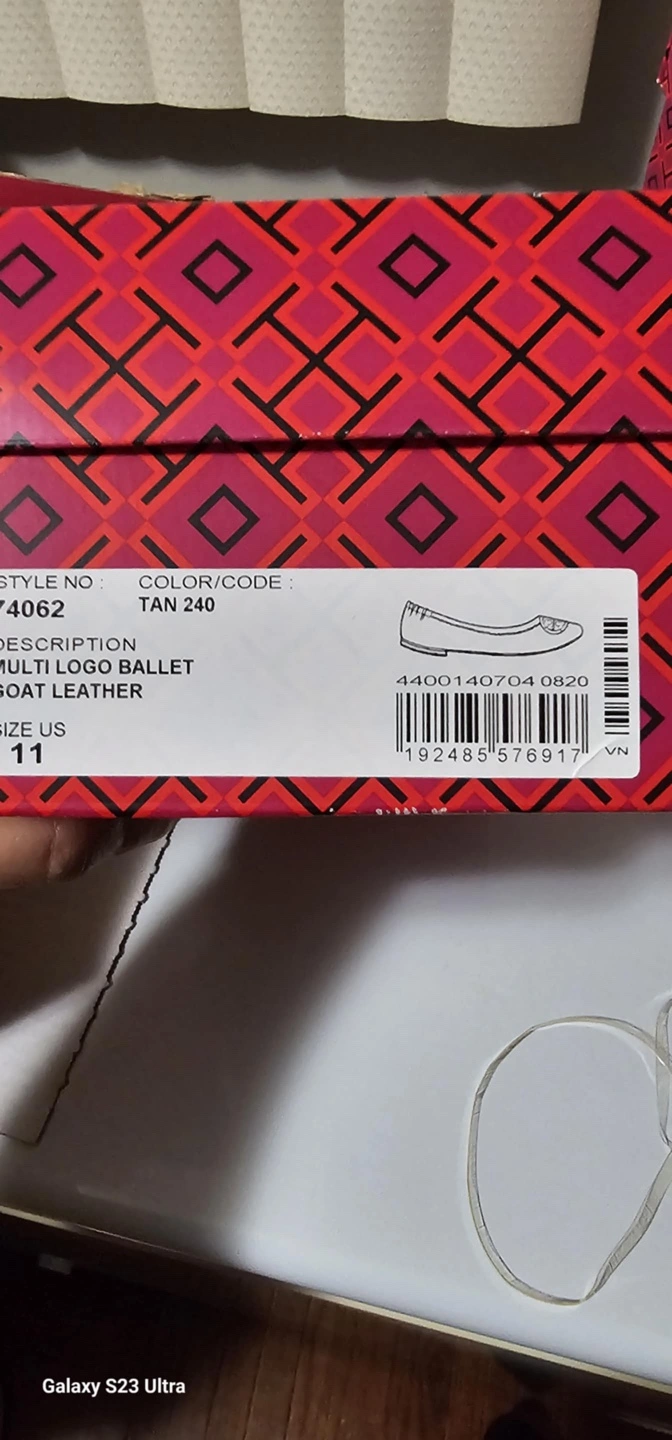 STYLE NO : COLOR/CODE :
74062 TAN 240
DESCRIPTION
MULTI LOGO BALLET
GOAT LEATHER
SIZE US
11
4400140704 0820
192485 576917
VN
Galaxy S23 Ultra